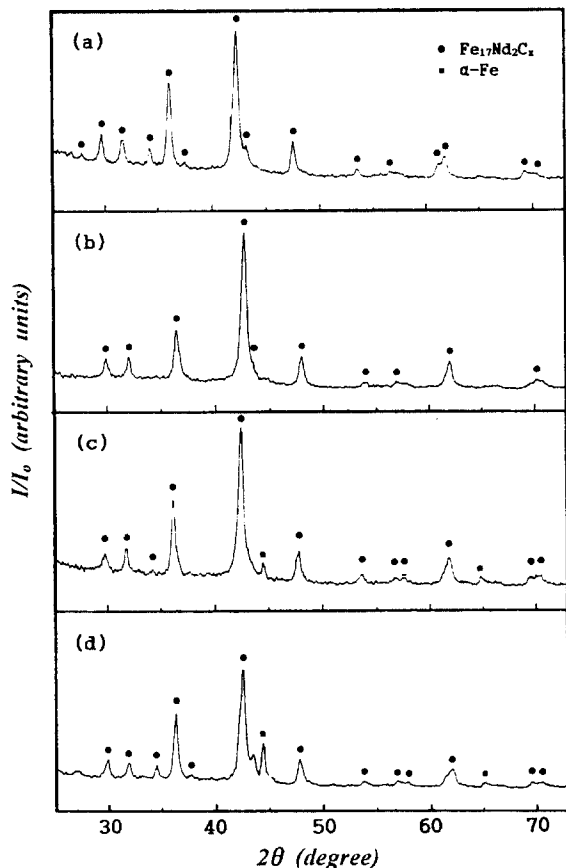 (a)
● Fe₁₇Nd₂Cₓ
▪ α-Fe
(b)
(c)
(d)
I/I₀ (arbitrary units)
30 40 50 60 70
2θ (degree)